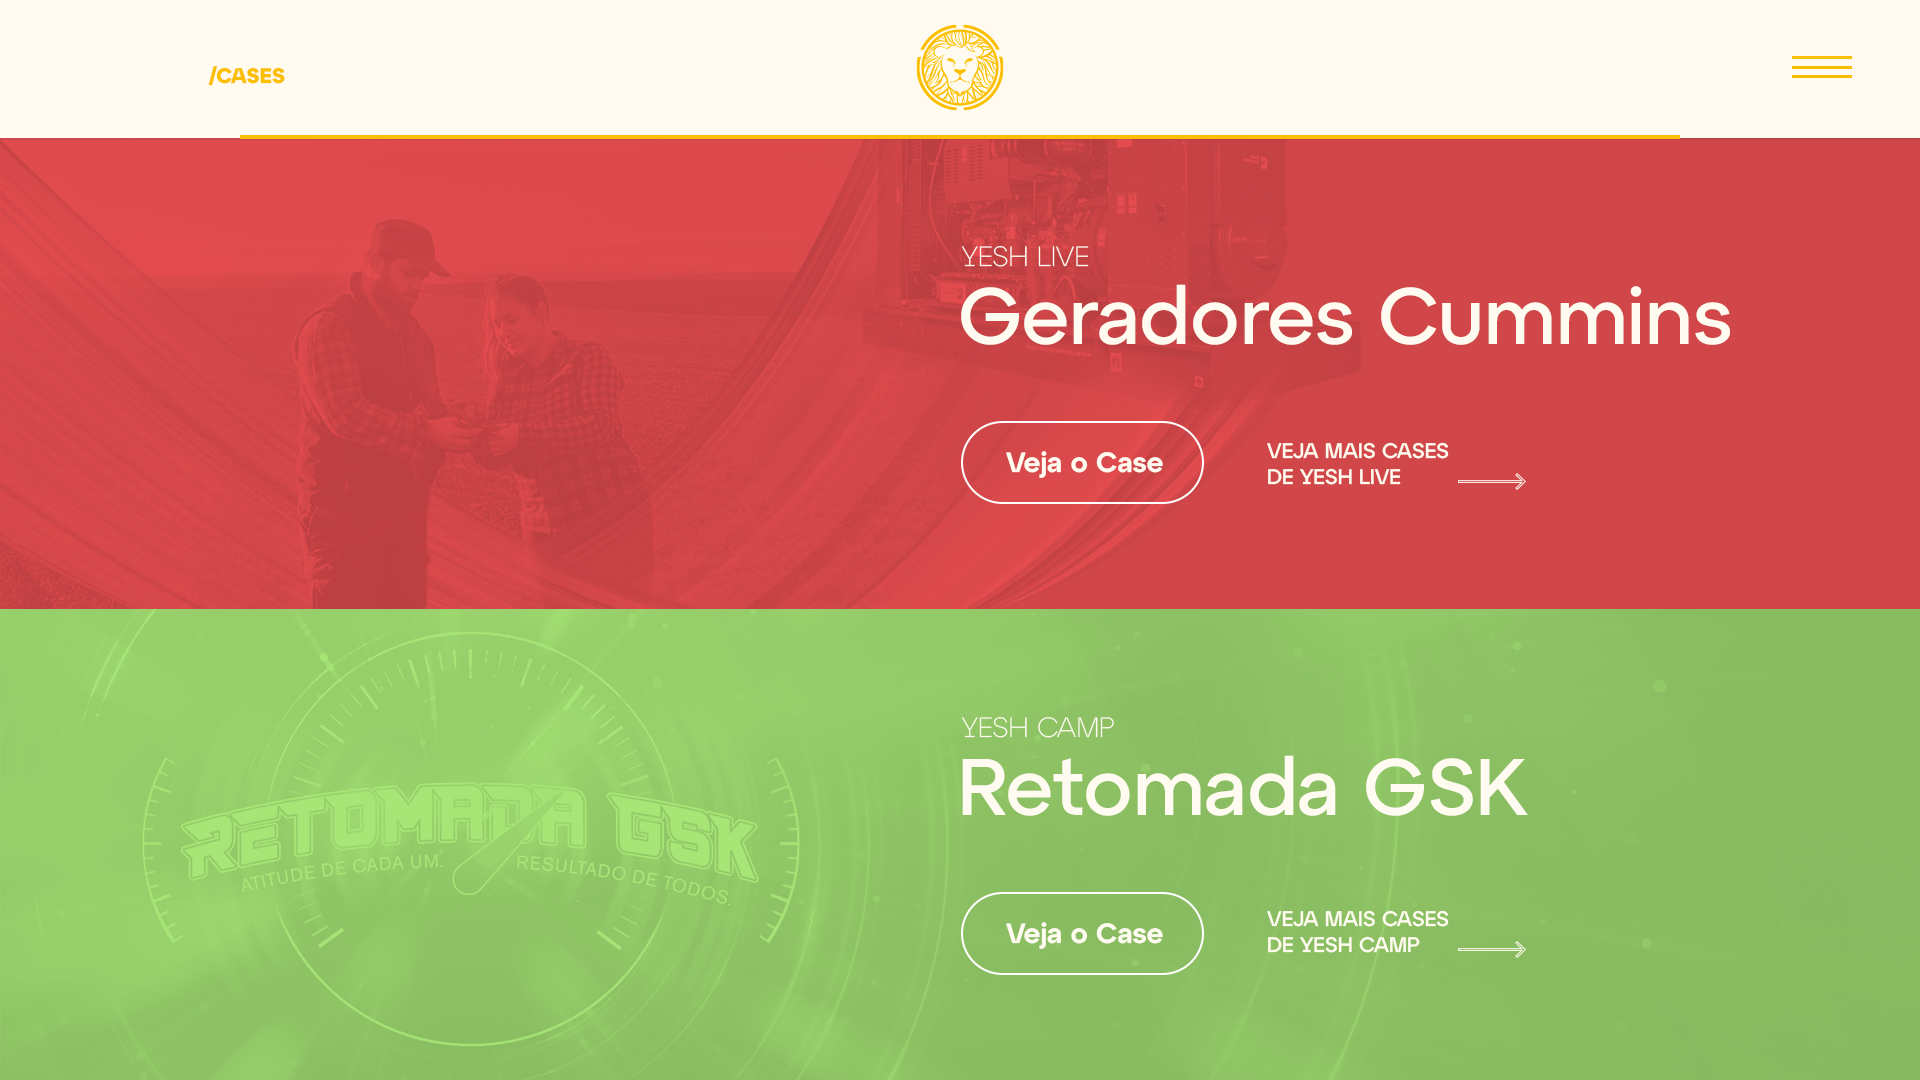 /CASES
YESH LIVE
Geradores Cummins
Veja o Case
VEJA MAIS CASES
DE YESH LIVE
YESH CAMP
Retomada GSK
RETOMADA GSK
ATITUDE DE CADA UM. RESULTADO DE TODOS.
Veja o Case
VEJA MAIS CASES
DE YESH CAMP